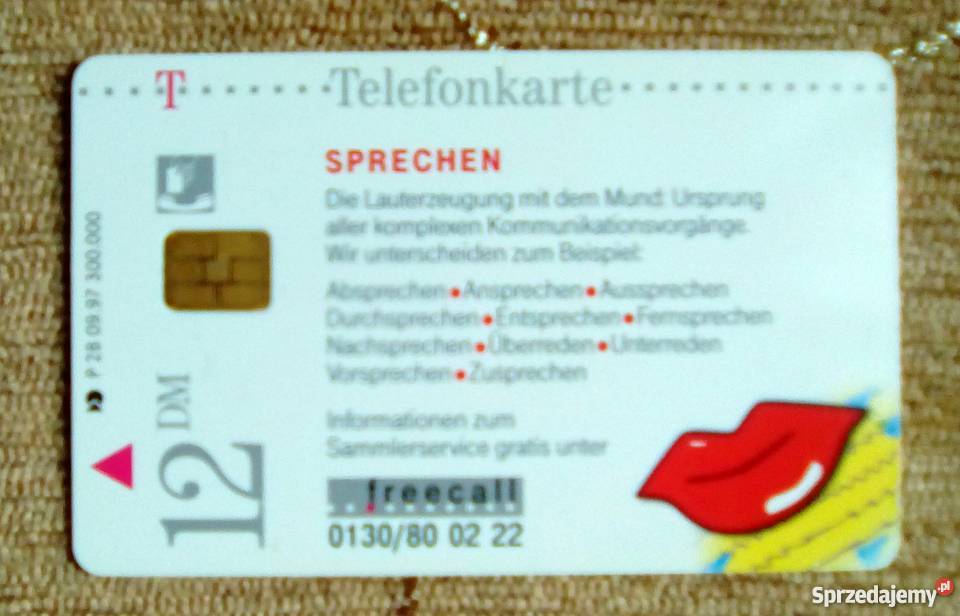 T Telefonkarte
SPRECHEN
Die Lauterzeugung mit dem Mund: Ursprung
aller komplexen Kommunikationsvorgänge.
Wir unterscheiden zum Beispiel:
Absprechen • Ansprechen • Aussprechen
Durchsprechen • Entsprechen • Fernsprechen
Nachsprechen • Überreden • Unterreden
Vorsprechen • Zusprechen
Informationen zum
Sammlerservice gratis unter
freecall
0130/80 02 22
12 DM
P 28 09.97 300.000
Sprzedajemy.pl